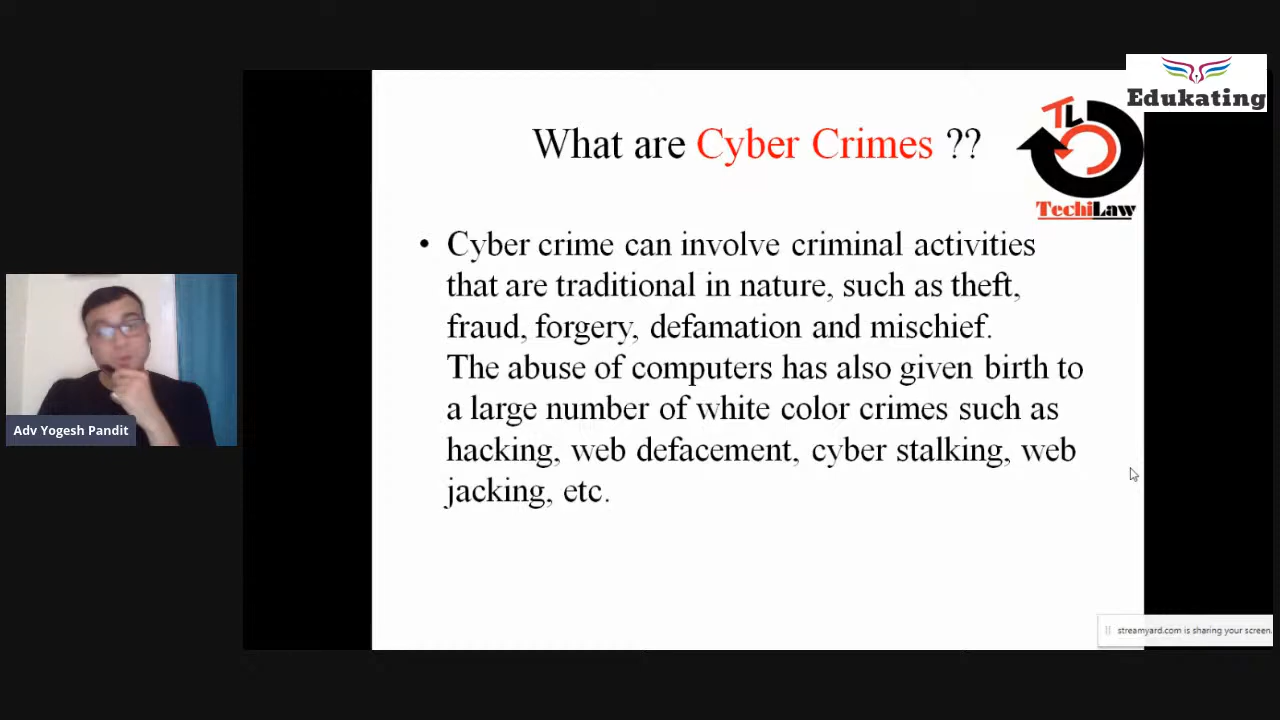 Edukating
What are Cyber Crimes ??
TL
TechiLaw
• Cyber crime can involve criminal activities
that are traditional in nature, such as theft,
fraud, forgery, defamation and mischief.
The abuse of computers has also given birth to
a large number of white color crimes such as
hacking, web defacement, cyber stalking, web
jacking, etc.
Adv Yogesh Pandit
streamyard.com is sharing your screen.